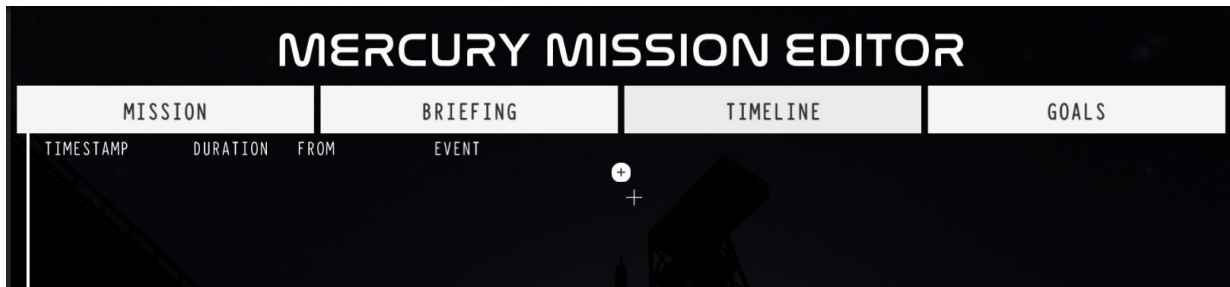 MERCURY MISSION EDITOR
MISSION BRIEFING TIMELINE GOALS
TIMESTAMP DURATION FROM EVENT
+